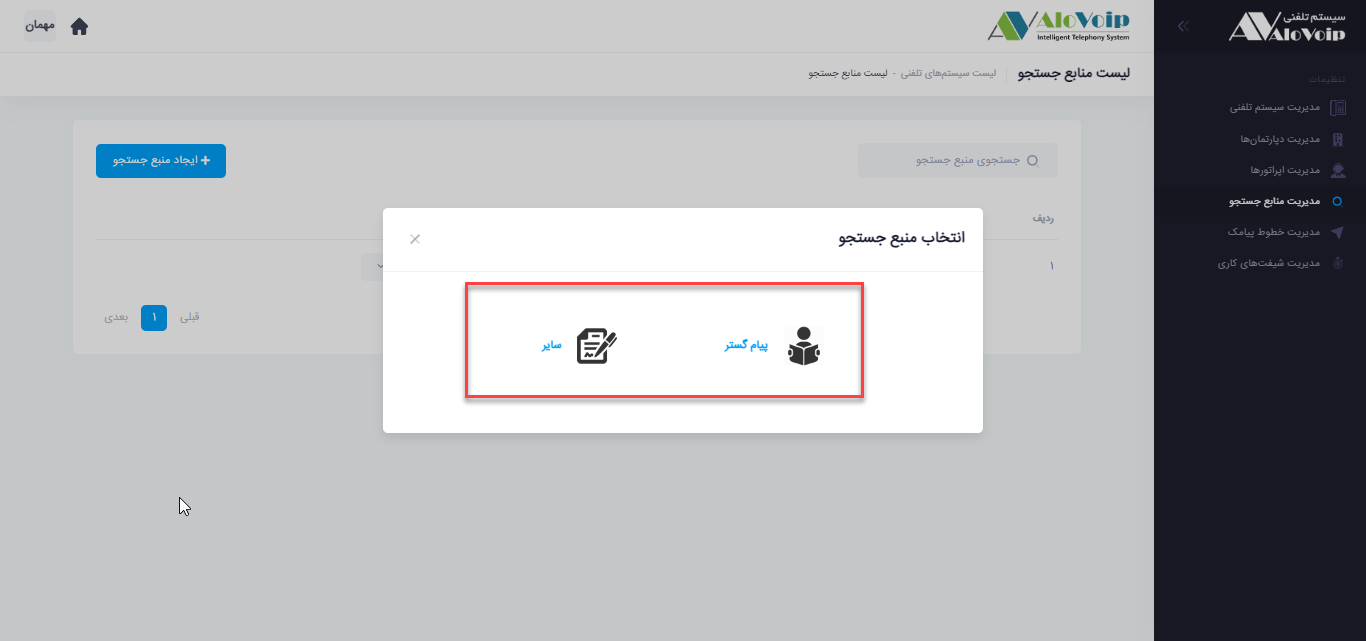 سیستم تلفنی
AloVoip
تنظیمات
مدیریت سیستم تلفنی
مدیریت دپارتمان‌ها
مدیریت اپراتورها
مدیریت منابع جستجو
مدیریت خطوط پیامک
مدیریت شیفت‌های کاری
AloVoip
Intelligent Telephony System
مهمان
لیست منابع جستجو
لیست سیستم‌های تلفنی - لیست منابع جستجو
جستجوی منبع جستجو
+ ایجاد منبع جستجو
ردیف
۱
قبلی ۱ بعدی
انتخاب منبع جستجو
پیام گستر
سایر